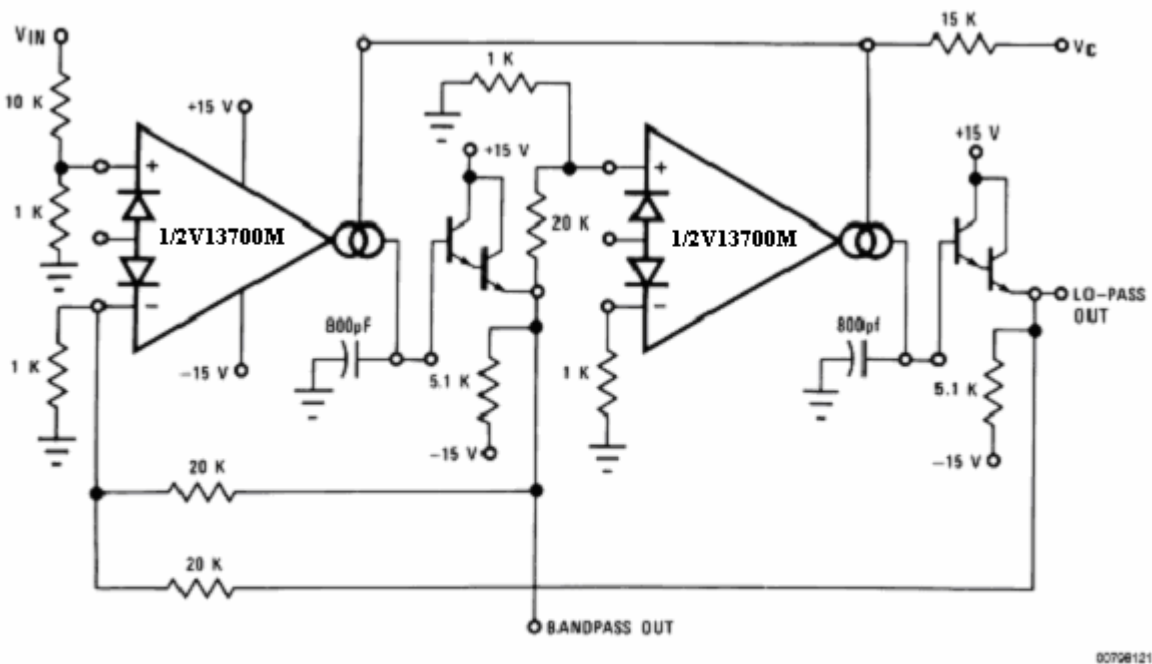 VIN
15 K
VC
1 K
10 K
+15 V
+15 V
+15 V
+
+
20 K
1 K
1/2V13700M
1/2V13700M
-
-
LO-PASS
OUT
800pF
800pf
1 K
-15 V
5.1 K
1 K
5.1 K
-15 V
-15 V
20 K
20 K
BANDPASS OUT
00798121